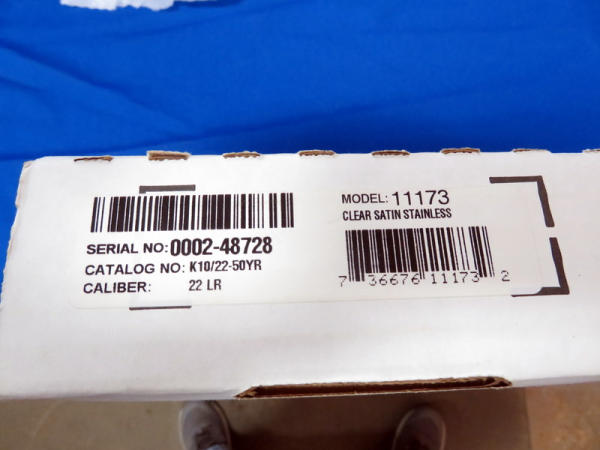 SERIAL NO: 0002-48728
CATALOG NO: K10/22-50YR
CALIBER: 22 LR
MODEL: 11173
CLEAR SATIN STAINLESS
7 36676 11173 2